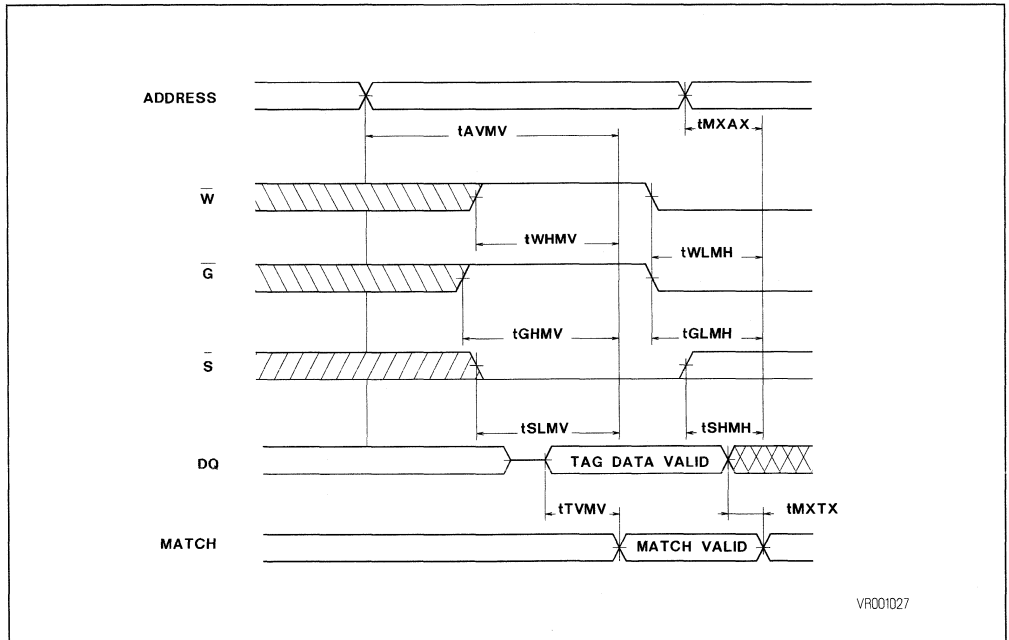 ADDRESS
tMXAX
tAVMV
W̅
tWHMV
tWLMH
G̅
tGHMV
tGLMH
S̅
tSLMV
tSHMH
DQ
TAG DATA VALID
tTVMV
tMXTX
MATCH
MATCH VALID
VR001027